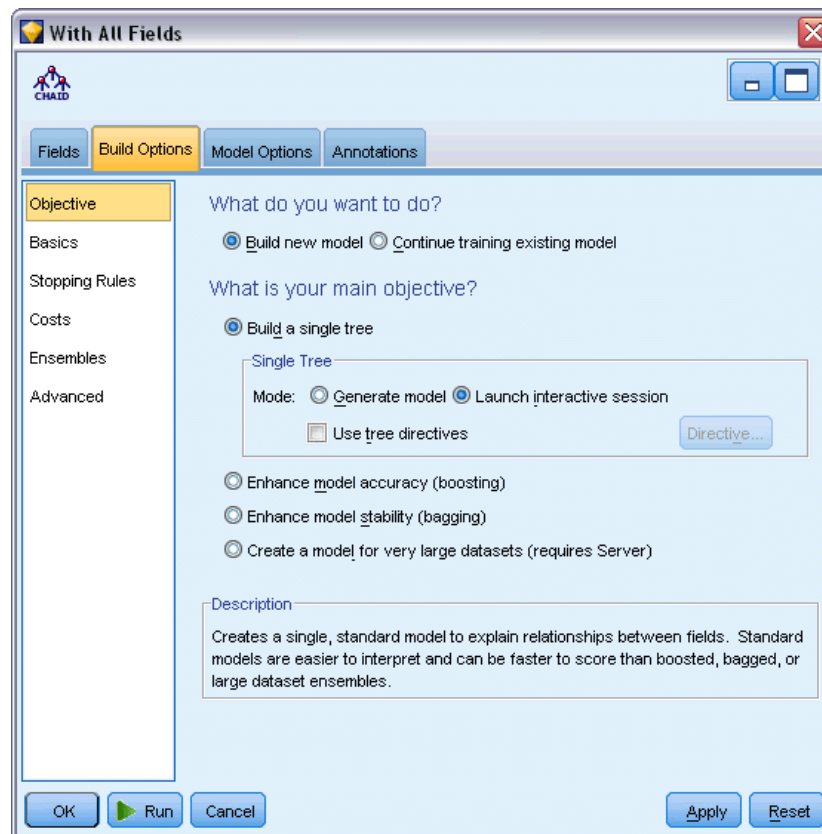 With All Fields
CHAID
Fields Build Options Model Options Annotations
Objective
Basics
Stopping Rules
Costs
Ensembles
Advanced
What do you want to do?
Build new model Continue training existing model
What is your main objective?
Build a single tree
Single Tree
Mode: Generate model Launch interactive session
Use tree directives Directive...
Enhance model accuracy (boosting)
Enhance model stability (bagging)
Create a model for very large datasets (requires Server)
Description
Creates a single, standard model to explain relationships between fields. Standard
models are easier to interpret and can be faster to score than boosted, bagged, or
large dataset ensembles.
OK Run Cancel Apply Reset